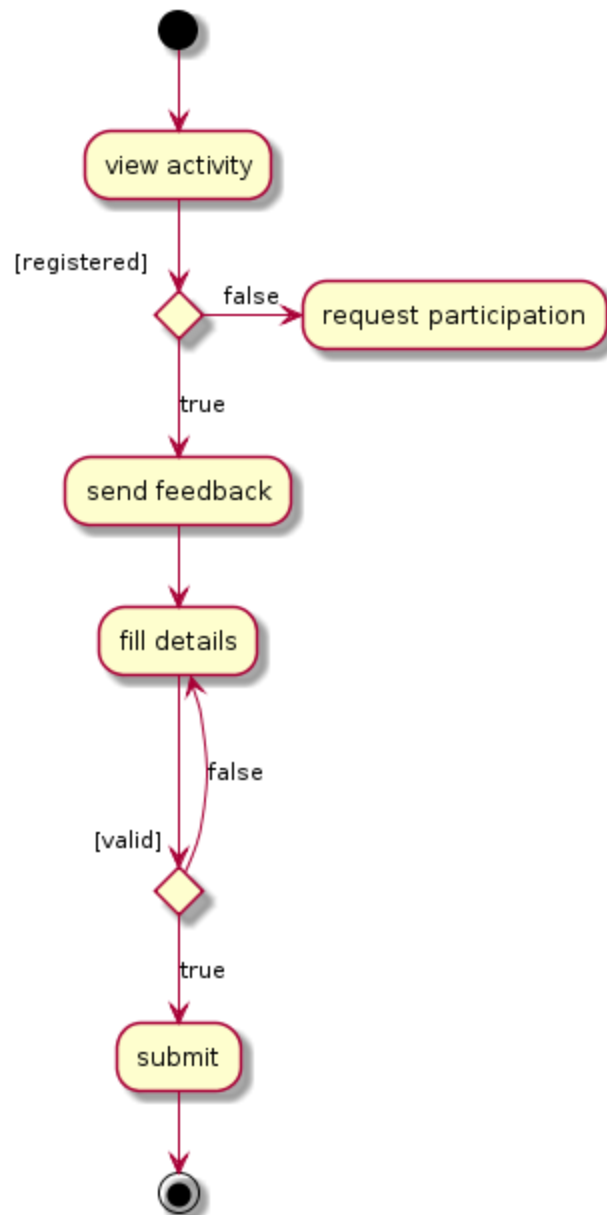 view activity
[registered]
false
request participation
true
send feedback
fill details
false
[valid]
true
submit